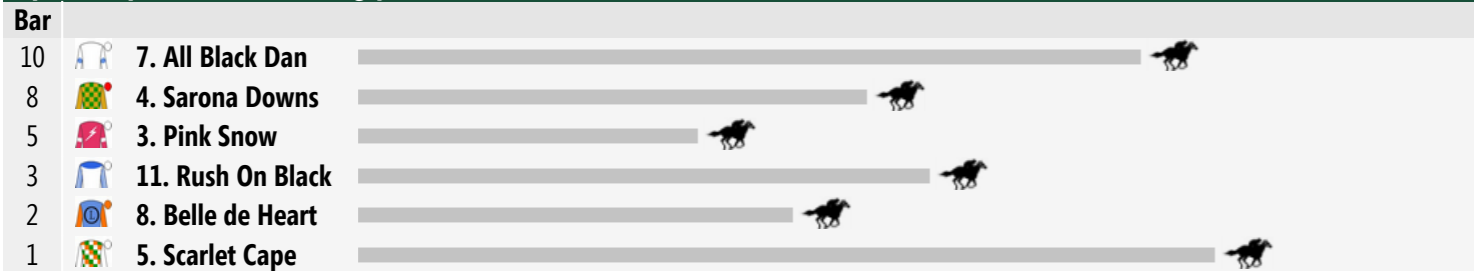 Bar
10 7. All Black Dan
8 4. Sarona Downs
5 3. Pink Snow
3 11. Rush On Black
2 8. Belle de Heart
1 5. Scarlet Cape